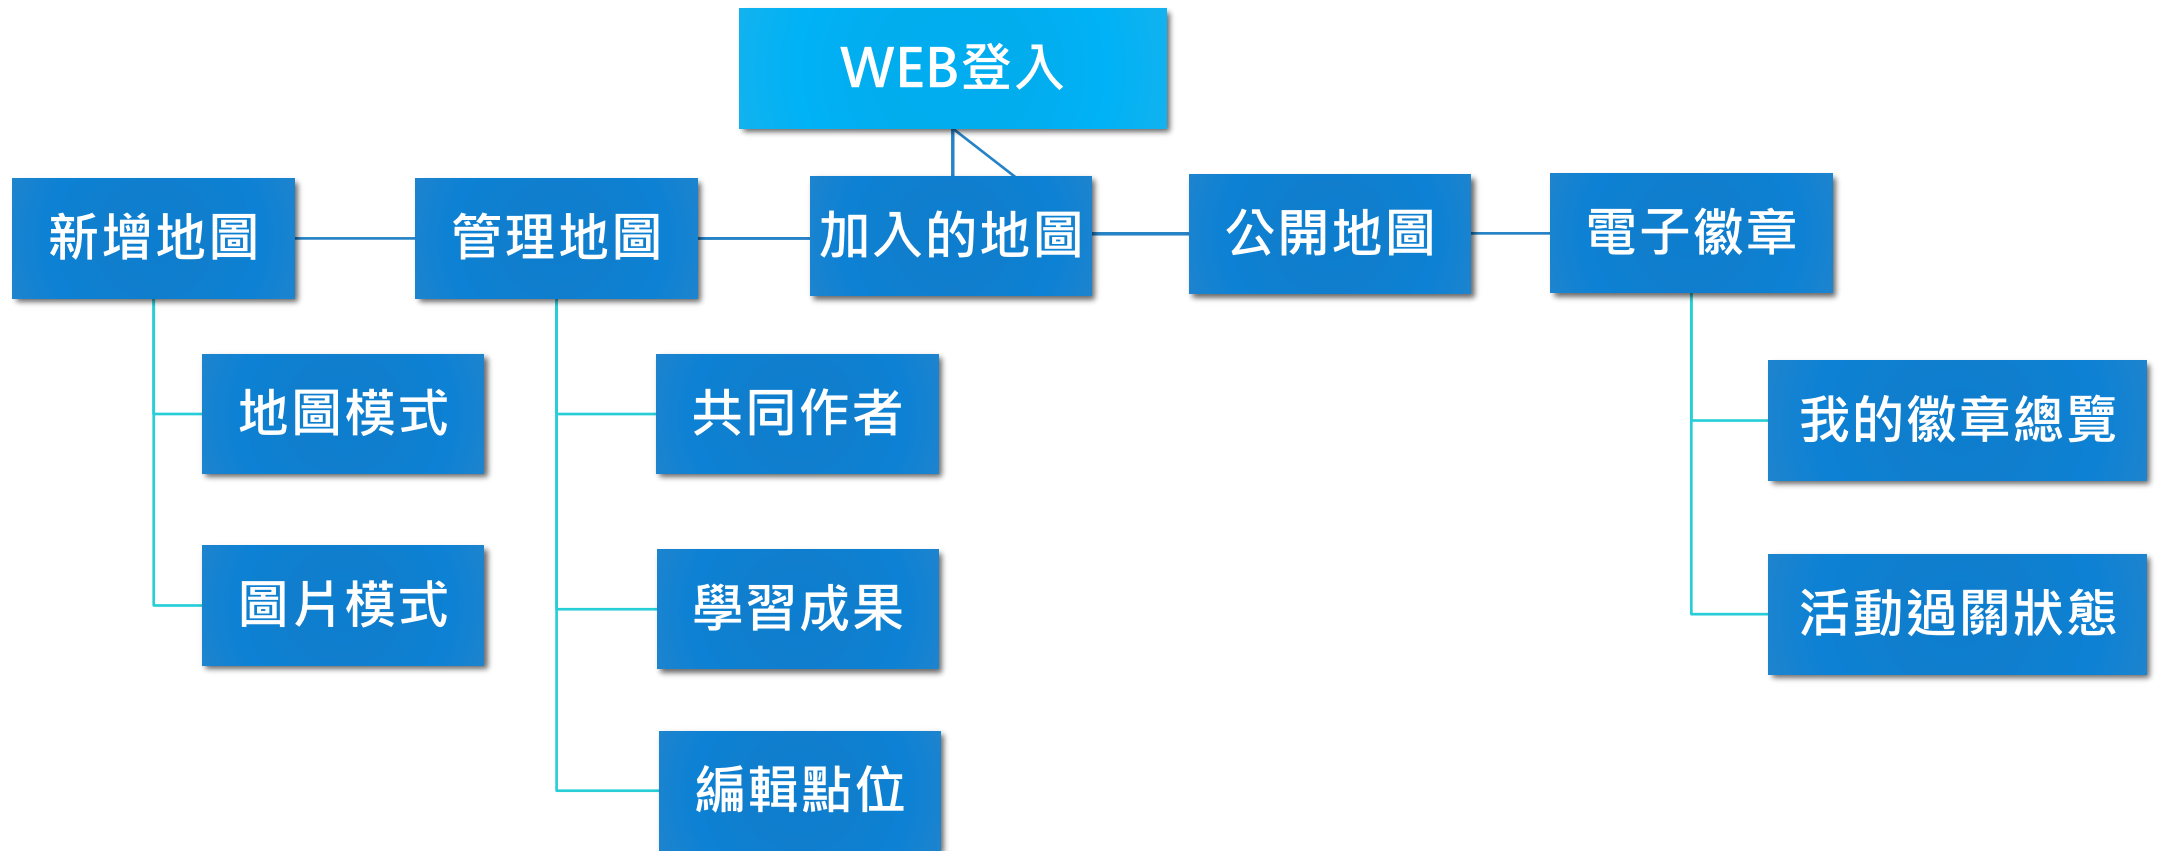 WEB登入
新增地圖
管理地圖
加入的地圖
公開地圖
電子徽章
地圖模式
共同作者
我的徽章總覽
圖片模式
學習成果
活動過關狀態
編輯點位